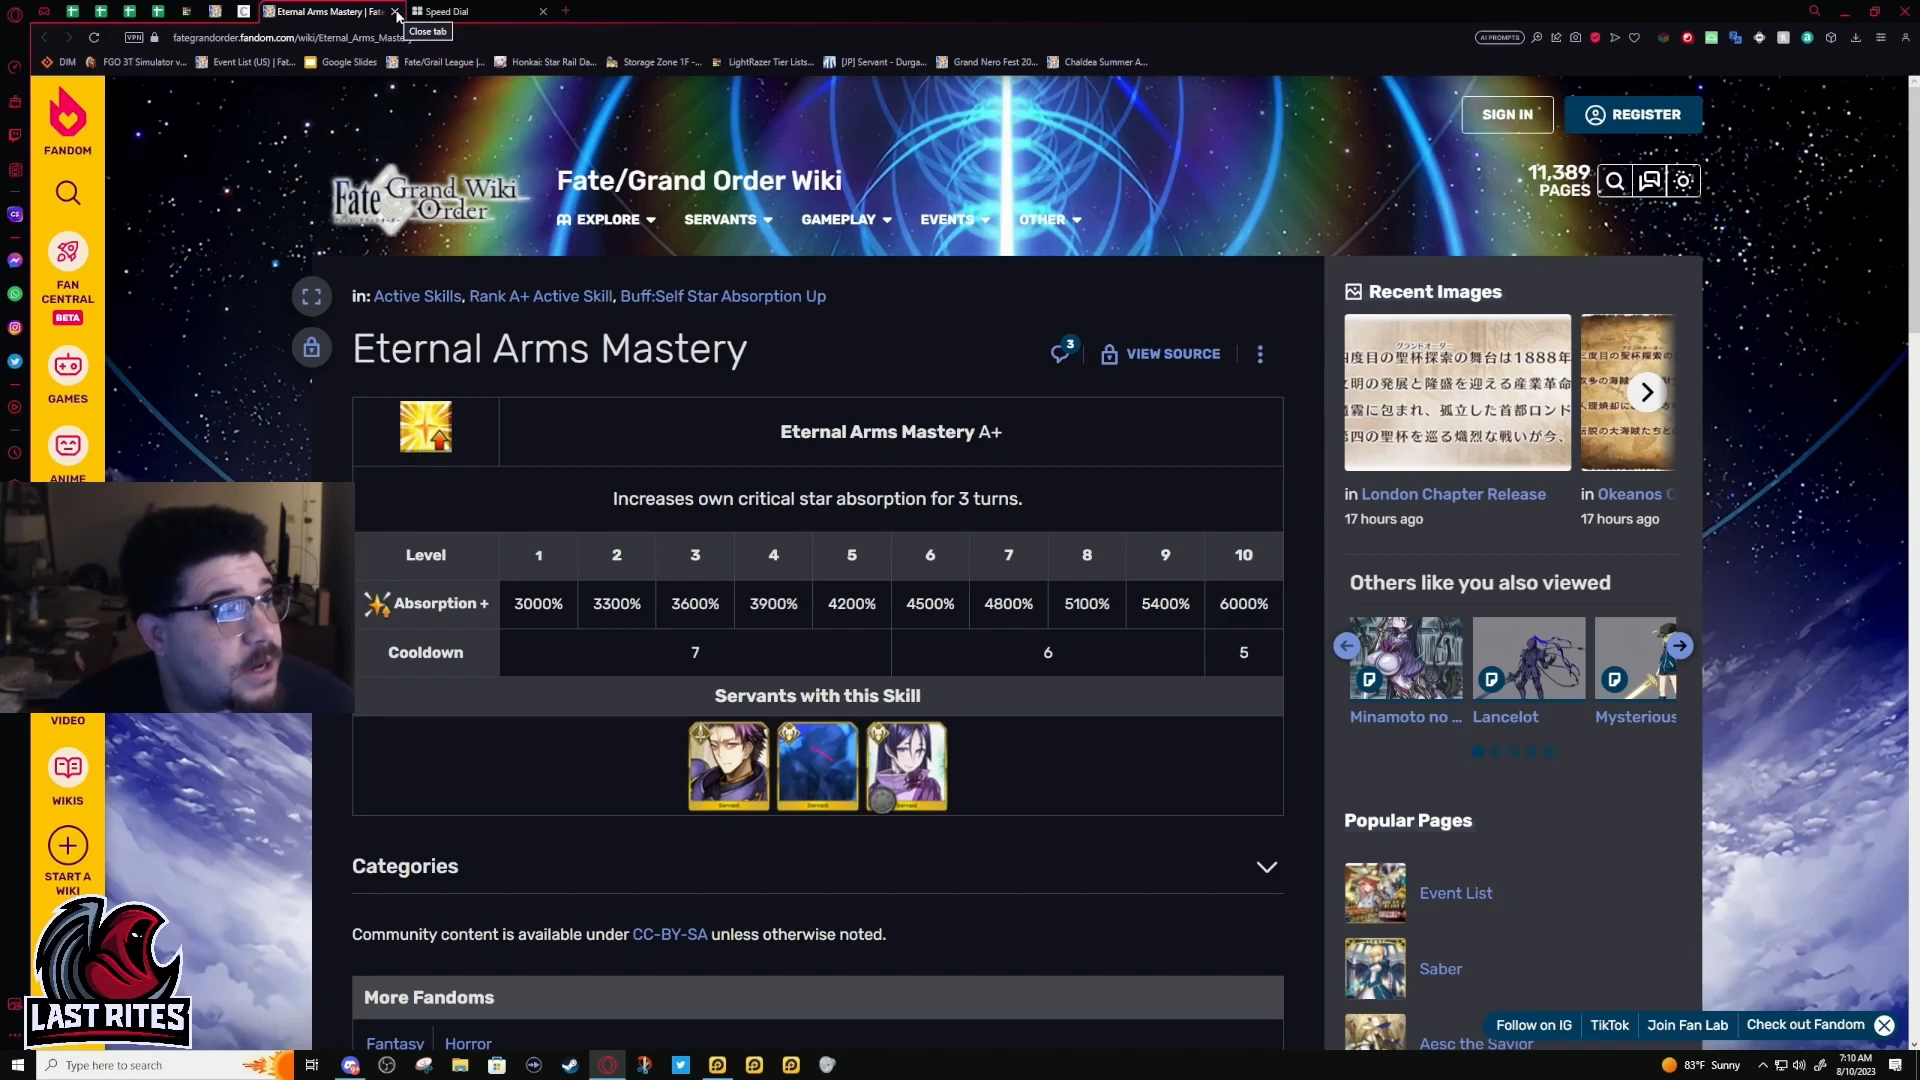 Eternal Arms Mastery | Fate
Speed Dial
Close tab
VPN
fategrandorder.fandom.com/wiki/Eternal_Arms_Maste
AI PROMPTS
DIM
FGO 3T Simulator v...
Event List (US) | Fat...
Google Slides
Fate/Grail League |...
Honkai: Star Rail Da...
Storage Zone 1F -...
LightRazer Tier Lists...
[JP] Servant - Durga...
Grand Nero Fest 20...
Chaldea Summer A...
FANDOM
FAN
CENTRAL
BETA
GAMES
ANIME
VIDEO
WIKIS
START A
WIKI
SIGN IN
REGISTER
Fate Grand Wiki
Order
Fate/Grand Order Wiki
11,389
PAGES
EXPLORE
SERVANTS
GAMEPLAY
EVENTS
OTHER
in: Active Skills, Rank A+ Active Skill, Buff:Self Star Absorption Up
Eternal Arms Mastery
3
VIEW SOURCE
Eternal Arms Mastery A+
Increases own critical star absorption for 3 turns.
Level 1 2 3 4 5 6 7 8 9 10
Absorption + 3000% 3300% 3600% 3900% 4200% 4500% 4800% 5100% 5400% 6000%
Cooldown 7 6 5
Servants with this Skill
Servant
Servant
Categories
Community content is available under CC-BY-SA unless otherwise noted.
More Fandoms
Fantasy
Horror
Recent Images
in London Chapter Release
17 hours ago
in Okeanos C
17 hours ago
Others like you also viewed
Minamoto no ...
Lancelot
Mysterious
Popular Pages
Event List
Saber
Aesc the Savior
Follow on IG
TikTok
Join Fan Lab
Check out Fandom
LAST RITES
Type here to search
83°F Sunny
7:10 AM
8/10/2023